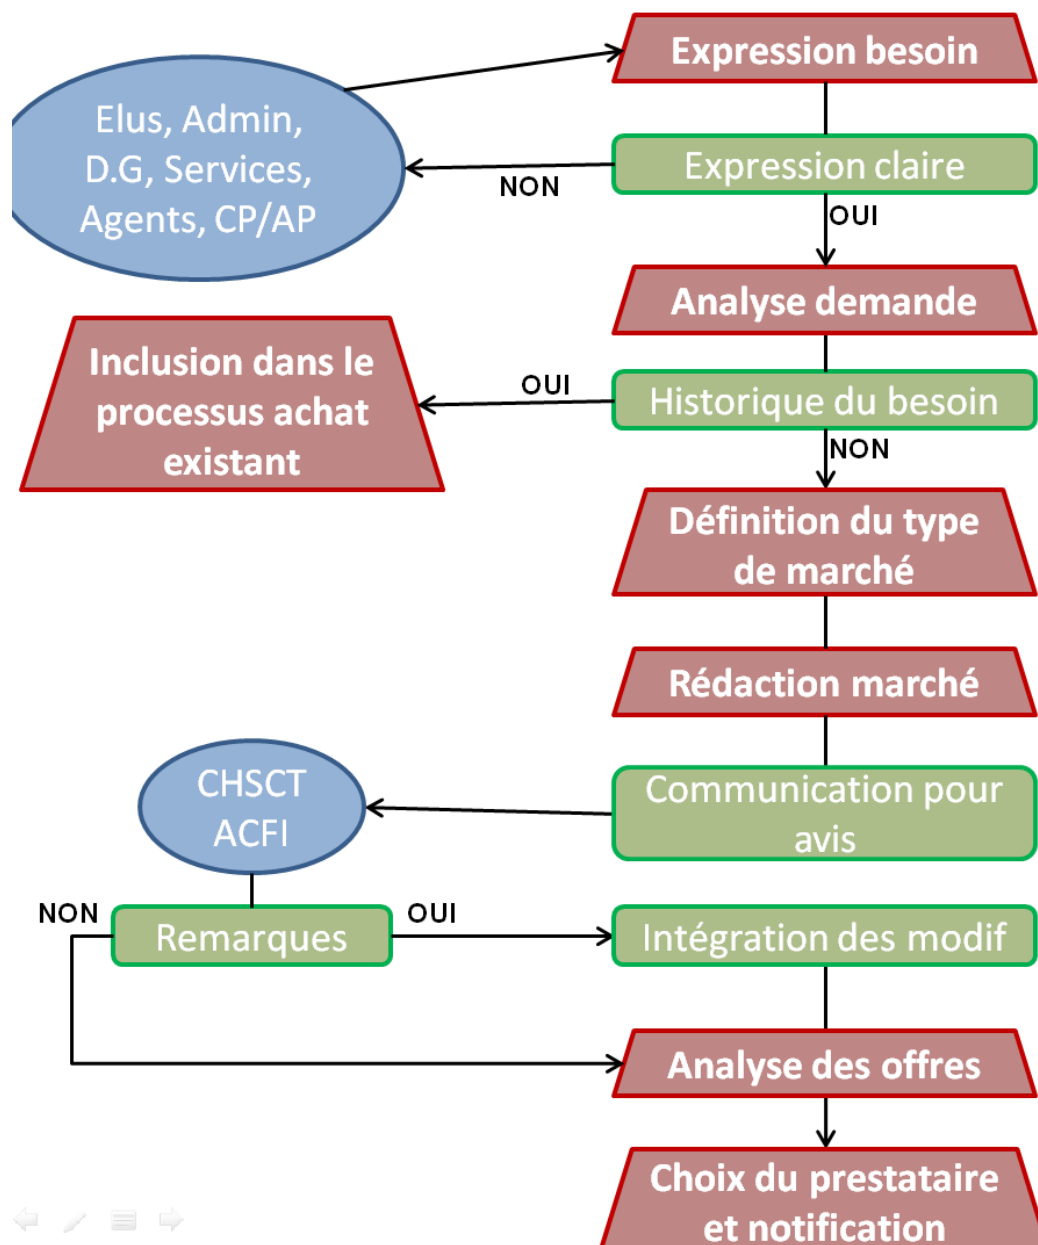 Expression besoin
Elus, Admin,
D.G, Services,
Agents, CP/AP
Expression claire
NON
OUI
Analyse demande
Inclusion dans le
processus achat
existant
OUI
Historique du besoin
NON
Définition du type
de marché
Rédaction marché
CHSCT
ACFI
Communication pour
avis
NON
Remarques
OUI
Intégration des modif
Analyse des offres
Choix du prestataire
et notification